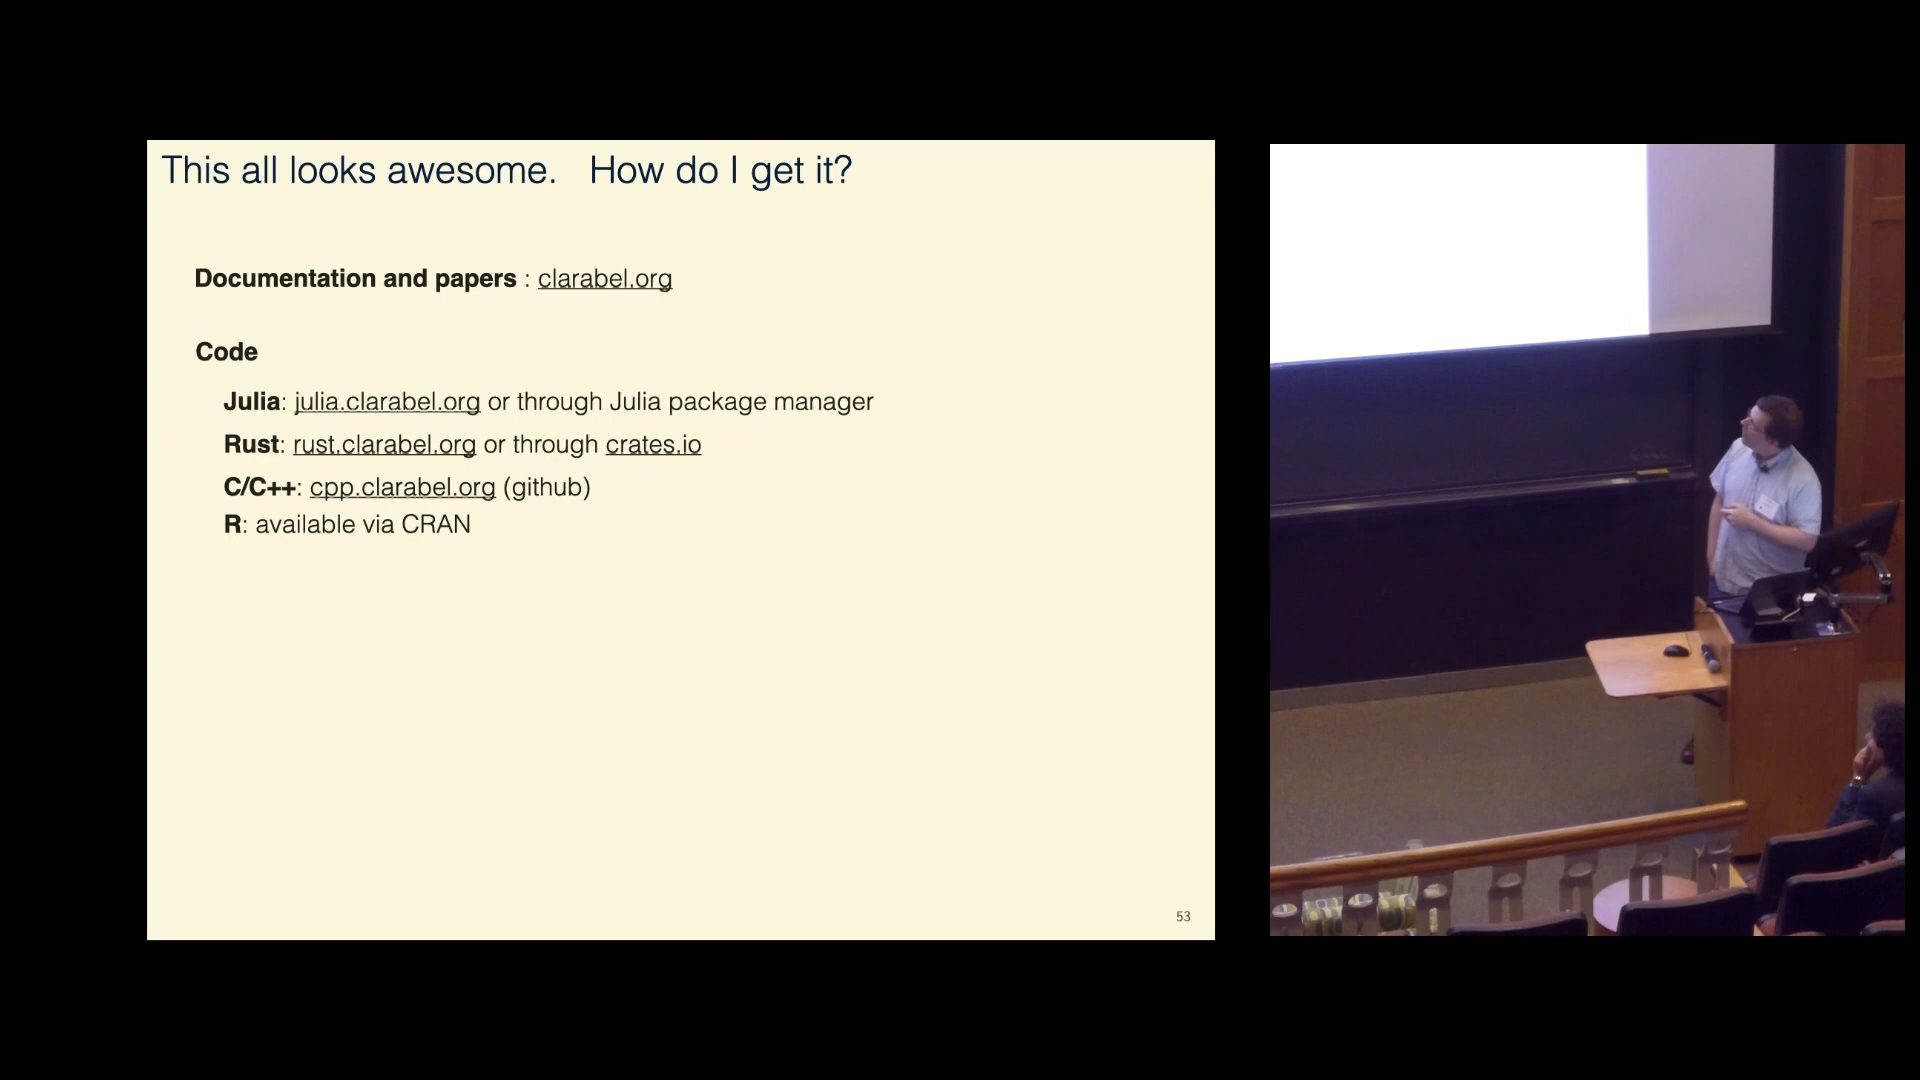 This all looks awesome. How do I get it?
Documentation and papers : clarabel.org
Code
Julia: julia.clarabel.org or through Julia package manager
Rust: rust.clarabel.org or through crates.io
C/C++: cpp.clarabel.org (github)
R: available via CRAN
53